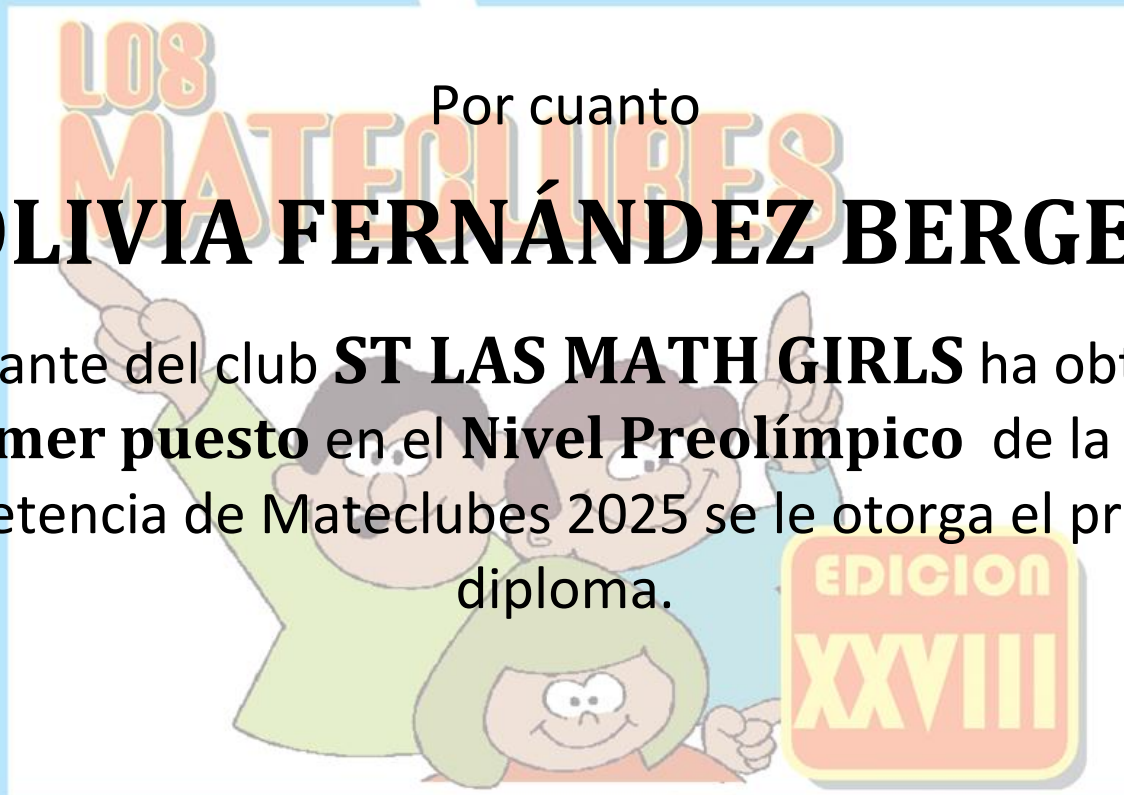 LOS
MATECLUBES
Por cuanto
OLIVIA FERNÁNDEZ BERGE
ante del club ST LAS MATH GIRLS ha obt
mer puesto en el Nivel Preolímpico de la
etencia de Mateclubes 2025 se le otorga el pr
diploma.
EDICION
XXVIII